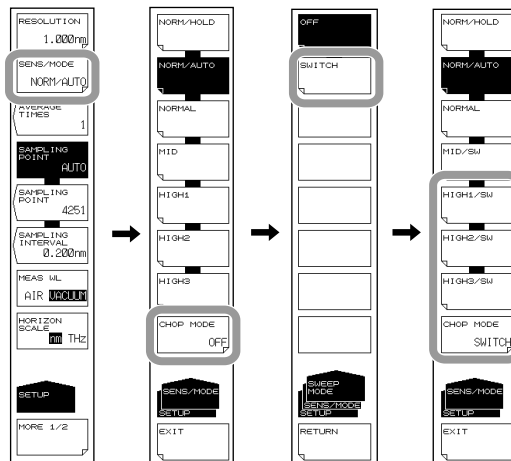 RESOLUTION
1.000nm
SENS/MODE
NORM/AUTO
AVERAGE
TIMES
1
SAMPLING
POINT
AUTO
SAMPLING
POINT
4251
SAMPLING
INTERVAL
0.200nm
MEAS WL
AIR VACUUM
HORIZON
SCALE
nm THz
SETUP
MORE 1/2
NORM/HOLD
NORM/AUTO
NORMAL
MID
HIGH1
HIGH2
HIGH3
CHOP MODE
OFF
SENS/MODE
SETUP
EXIT
OFF
SWITCH
SWEEP
MODE
SENS/MODE
SETUP
RETURN
NORM/HOLD
NORM/AUTO
NORMAL
MID/SW
HIGH1/SW
HIGH2/SW
HIGH3/SW
CHOP MODE
SWITCH
SENS/MODE
SETUP
EXIT